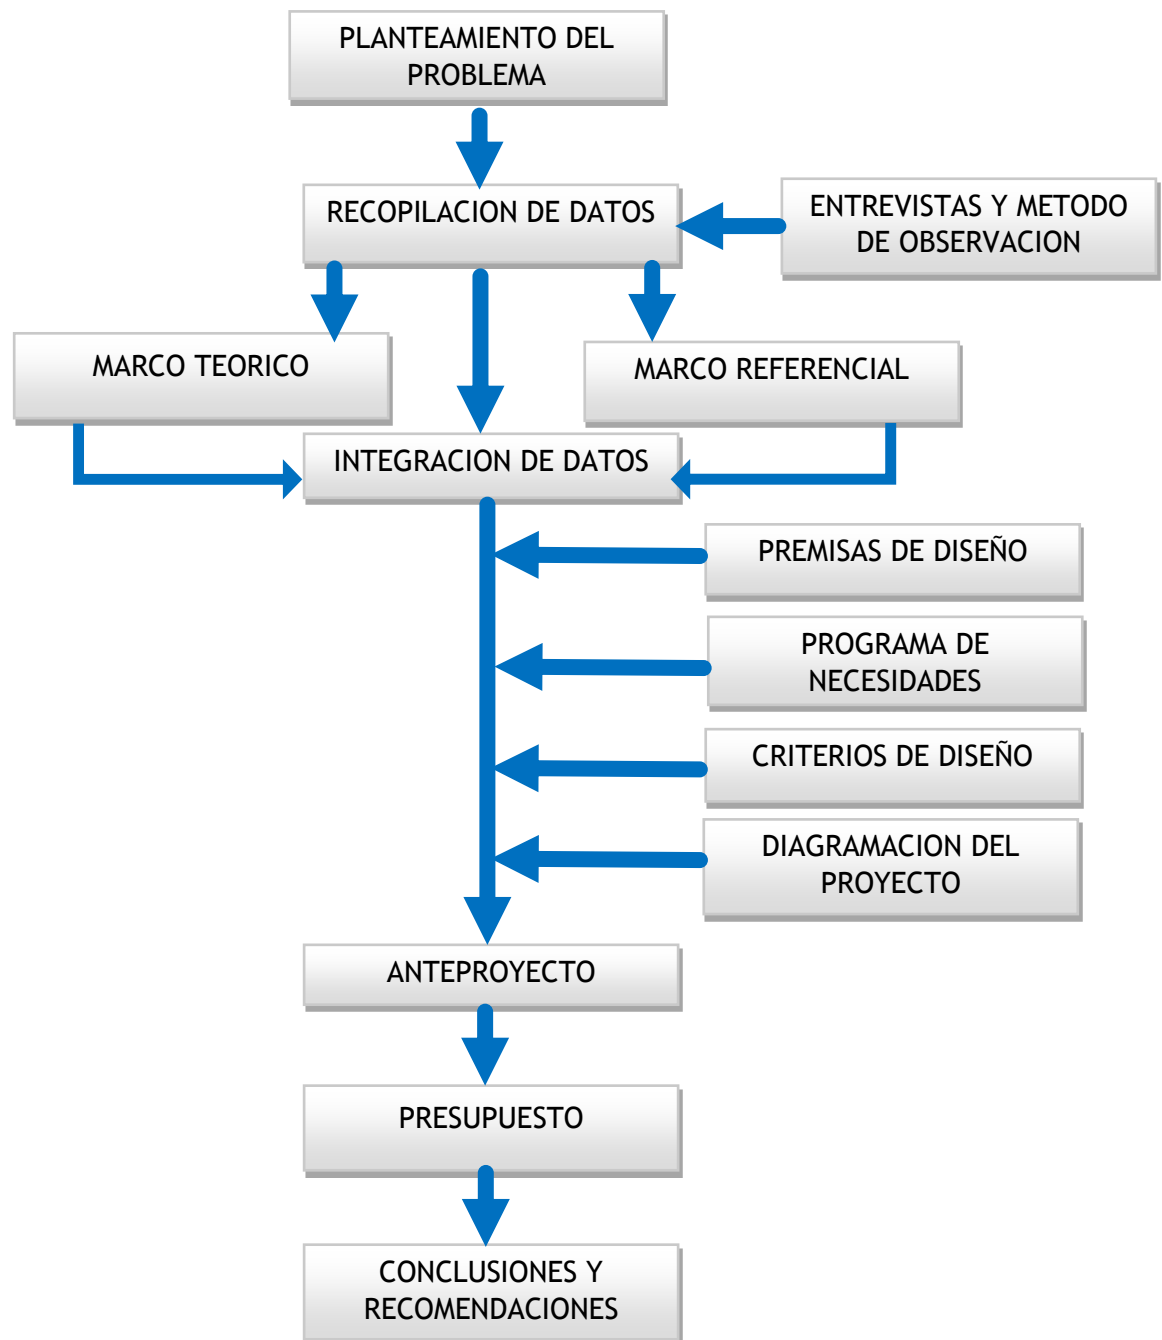 PLANTEAMIENTO DEL
PROBLEMA
RECOPILACION DE DATOS
ENTREVISTAS Y METODO
DE OBSERVACION
MARCO TEORICO
MARCO REFERENCIAL
INTEGRACION DE DATOS
PREMISAS DE DISEÑO
PROGRAMA DE
NECESIDADES
CRITERIOS DE DISEÑO
DIAGRAMACION DEL
PROYECTO
ANTEPROYECTO
PRESUPUESTO
CONCLUSIONES Y
RECOMENDACIONES